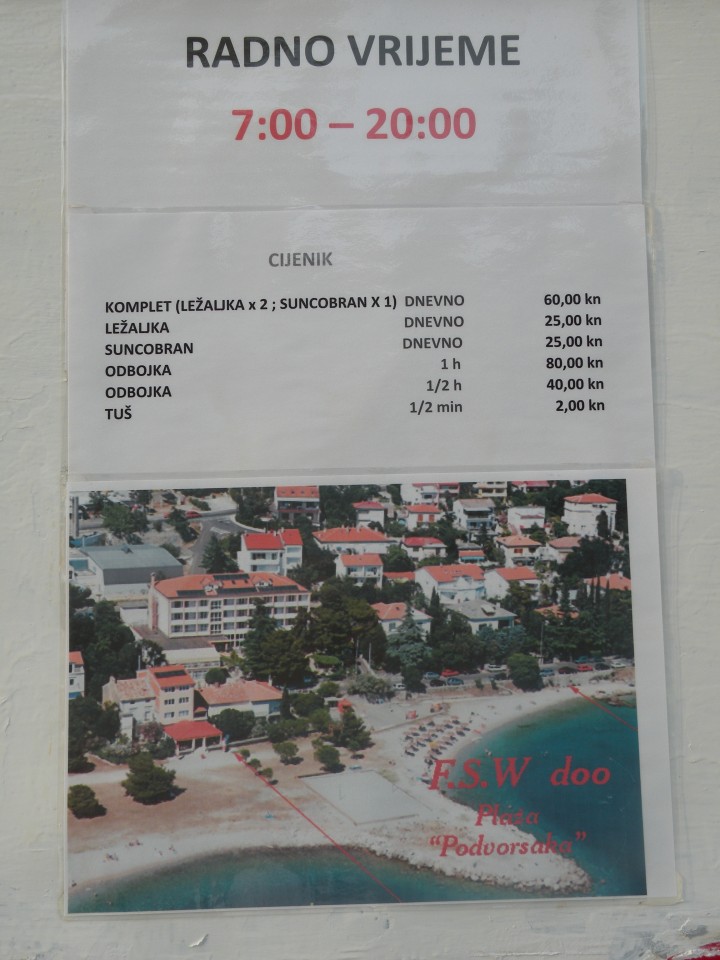 RADNO VRIJEME
7:00 – 20:00
CIJENIK
KOMPLET (LEŽALJKA x 2 ; SUNCOBRAN X 1) DNEVNO 60,00 kn
LEŽALJKA DNEVNO 25,00 kn
SUNCOBRAN DNEVNO 25,00 kn
ODBOJKA 1 h 80,00 kn
ODBOJKA 1/2 h 40,00 kn
TUŠ 1/2 min 2,00 kn
F.S.W doo
Plaža
“Podvorsaka”